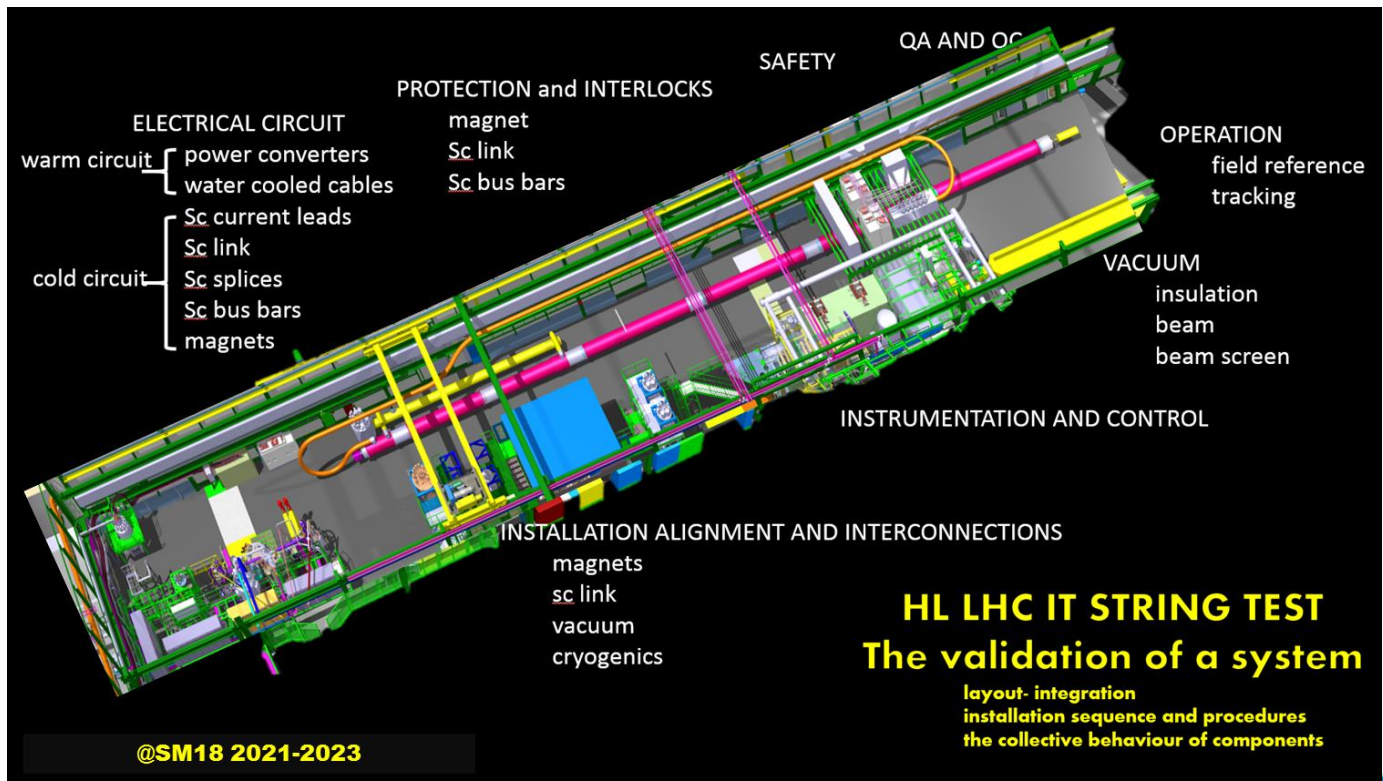 QA AND QC
SAFETY
PROTECTION and INTERLOCKS
magnet
Sc link
Sc bus bars
ELECTRICAL CIRCUIT
warm circuit
power converters
water cooled cables
cold circuit
Sc current leads
Sc link
Sc splices
Sc bus bars
magnets
OPERATION
field reference
tracking
VACUUM
insulation
beam
beam screen
INSTRUMENTATION AND CONTROL
INSTALLATION ALIGNMENT AND INTERCONNECTIONS
magnets
sc link
vacuum
cryogenics
HL LHC IT STRING TEST
The validation of a system
layout- integration
installation sequence and procedures
the collective behaviour of components
@SM18 2021-2023